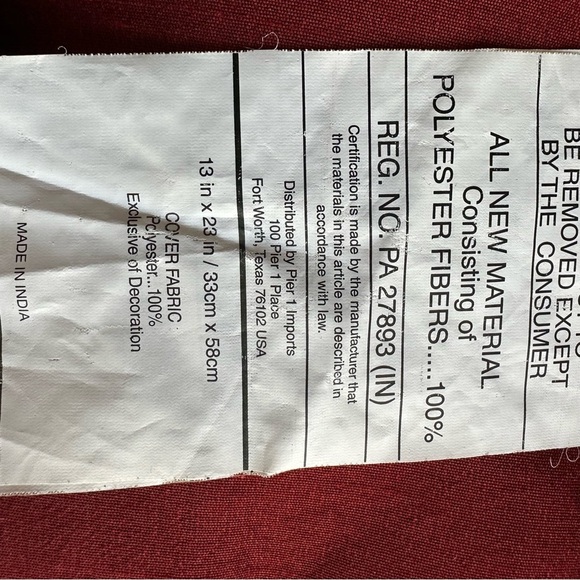 BE REMOVED EXCEPT
BY THE CONSUMER
ALL NEW MATERIAL
Consisting of
POLYESTER FIBERS.....100%
REG. NO. PA 27893 (IN)
Certification is made by the manufacturer that
the materials in this article are described in
accordance with law.
Distributed by Pier 1 Imports
100 Pier 1 Place
Fort Worth, Texas 76102 USA
13 in x 23 in / 33cm x 58cm
COVER FABRIC
Polyester...100%
Exclusive of Decoration
MADE IN INDIA